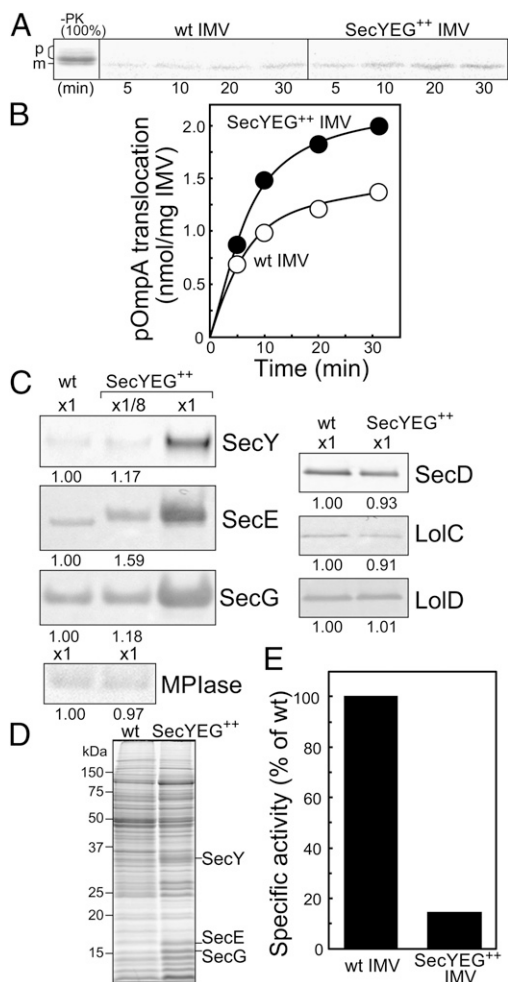 A
-PK
(100%)
wt IMV
SecYEG++ IMV
p
m
(min)
5
10
20
30
5
10
20
30
B
2.0
1.5
1.0
0.5
0
SecYEG++ IMV
wt IMV
pOmpA translocation
(nmol/mg IMV)
0
10
20
30
Time (min)
C
wt
SecYEG++
x1
x1/8
x1
SecY
1.00
1.17
SecE
1.00
1.59
SecG
1.00
1.18
x1
x1
MPIase
1.00
0.97
wt
SecYEG++
x1
x1
SecD
1.00
0.93
LolC
1.00
0.91
LolD
1.00
1.01
D
wt
SecYEG++
kDa
150
75
50
37
25
20
15
SecY
SecE
SecG
E
Specific activity (% of wt)
100
80
60
40
20
0
wt IMV
SecYEG++
IMV